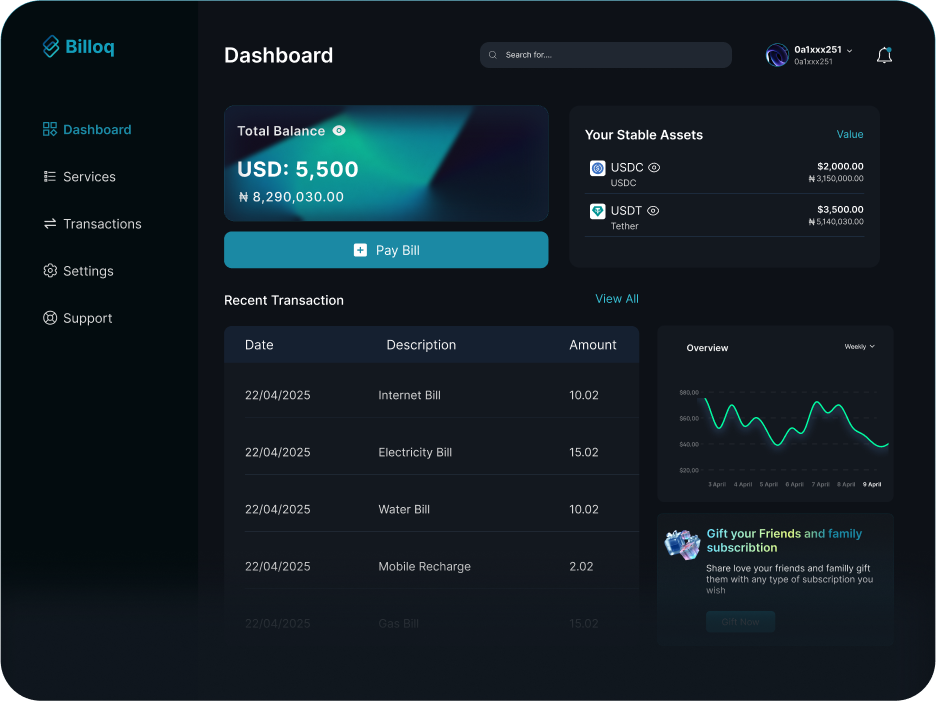 Billoq
Dashboard
Services
Transactions
Settings
Support
Dashboard
Search for....
0a1xxx251
0a1xxx251
Total Balance
USD: 5,500
₦ 8,290,030.00
Pay Bill
Your Stable Assets Value
USDC $2,000.00
USDC ₦ 3,150,000.00
USDT $3,500.00
Tether ₦ 5,140,030.00
Recent Transaction View All
Date Description Amount
22/04/2025 Internet Bill 10.02
22/04/2025 Electricity Bill 15.02
22/04/2025 Water Bill 10.02
22/04/2025 Mobile Recharge 2.02
22/04/2025 Gas Bill 15.02
Overview Weekly
$80,00
$60,00
$40,00
$20,00
3 April 4 April 5 April 6 April 7 April 8 April 9 April
Gift your Friends and family
subscribtion
Share love your friends and familly gift
them with any type of subscription you
wish
Gift Now